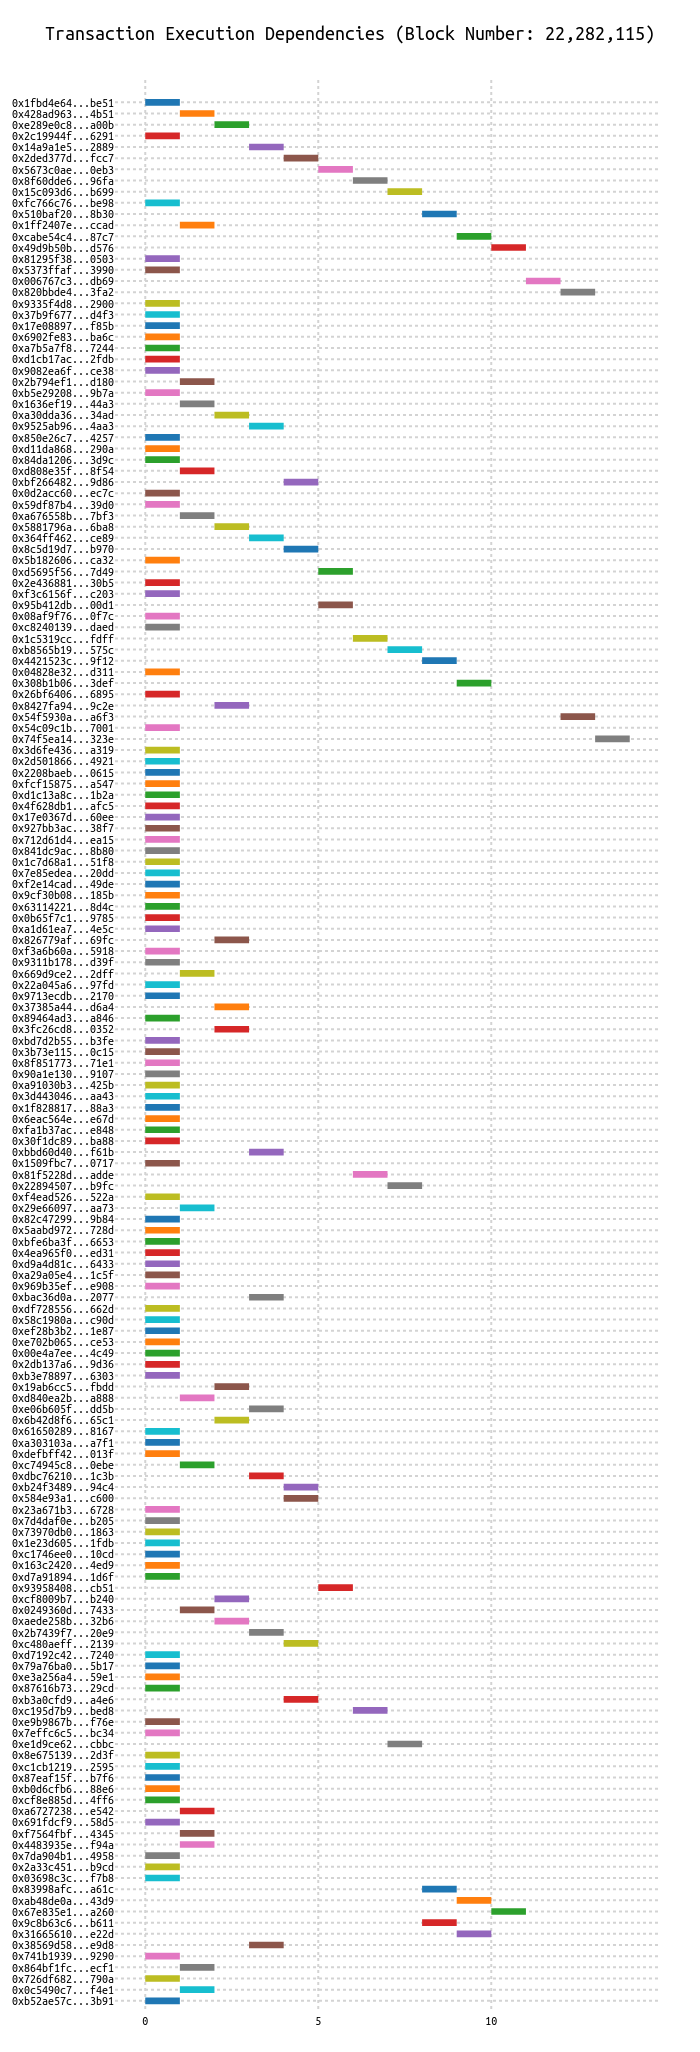 Transaction Execution Dependencies (Block Number: 22,282,115)
0x1fbd4e64...be51
0x428ad963...4b51
0xe289e0c8...a00b
0x2c19944f...6291
0x14a9a1e5...2889
0x2ded377d...fcc7
0x5673c0ae...0eb3
0x8f60dde6...96fa
0x15c093d6...b699
0xfc766c76...be98
0x510baf20...8b30
0x1ff2407e...ccad
0xcabe54c4...87c7
0x49d9b50b...d576
0x81295f38...0503
0x5373ffaf...3990
0x006767c3...db69
0x820bbde4...3fa2
0x9335f4d8...2900
0x37b9f677...d4f3
0x17e08897...f85b
0x6902fe83...ba6c
0xa7b5a7f8...7244
0xd1cb17ac...2fdb
0x9082ea6f...ce38
0x2b794ef1...d180
0xb5e29208...9b7a
0x1636ef19...44a3
0xa30dda36...34ad
0x9525ab96...4aa3
0x850e26c7...4257
0xd11da868...290a
0x84da1206...3d9c
0xd808e35f...8f54
0xbf266482...9d86
0x0d2acc60...ec7c
0x59df87b4...39d0
0xa676558b...7bf3
0x5881796a...6ba8
0x364ff462...ce89
0x8c5d19d7...b970
0x5b182606...ca32
0xd5695f56...7d49
0x2e436881...30b5
0xf3c6156f...c203
0x95b412db...00d1
0x08af9f76...0f7c
0xc8240139...daed
0x1c5319cc...fdff
0xb8565b19...575c
0x4421523c...9f12
0x04828e32...d311
0x308b1b06...3def
0x26bf6406...6895
0x8427fa94...9c2e
0x54f5930a...a6f3
0x54c09c1b...7001
0x74f5ea14...323e
0x3d6fe436...a319
0x2d501866...4921
0x2208baeb...0615
0xfcf15875...a547
0xd1c13a8c...1b2a
0x4f628db1...afc5
0x17e0367d...60ee
0x927bb3ac...38f7
0x712d61d4...ea15
0x841dc9ac...8b80
0x1c7d68a1...51f8
0x7e85edea...20dd
0xf2e14cad...49de
0x9cf30b08...185b
0x63114221...8d4c
0x0b65f7c1...9785
0xa1d61ea7...4e5c
0x826779af...69fc
0xf3a6b60a...5918
0x9311b178...d39f
0x669d9ce2...2dff
0x22a045a6...97fd
0x9713ecdb...2170
0x37385a44...d6a4
0x89464ad3...a846
0x3fc26cd8...0352
0xbd7d2b55...b3fe
0x3b73e115...0c15
0x8f851773...71e1
0x90a1e130...9107
0xa91030b3...425b
0x3d443046...aa43
0x1f828817...88a3
0x6eac564e...e67d
0xfa1b37ac...e848
0x30f1dc89...ba88
0xbbd60d40...f61b
0x1509fbc7...0717
0x81f5228d...adde
0x22894507...b9fc
0xf4ead526...522a
0x29e66097...aa73
0x82c47299...9b84
0x5aabd972...728d
0xbfe6ba3f...6653
0x4ea965f0...ed31
0xd9a4d81c...6433
0xa29a05e4...1c5f
0x969b35ef...e908
0xbac36d0a...2077
0xdf728556...662d
0x58c1980a...c90d
0xef28b3b2...1e87
0xe702b065...ce53
0x00e4a7ee...4c49
0x2db137a6...9d36
0xb3e78897...6303
0x19ab6cc5...fbdd
0xd840ea2b...a888
0xe06b605f...dd5b
0x6b42d8f6...65c1
0x61650289...8167
0xa303103a...a7f1
0xdefbff42...013f
0xc74945c8...0ebe
0xdbc76210...1c3b
0xb24f3489...94c4
0x584e93a1...c600
0x23a671b3...6728
0x7d4daf0e...b205
0x73970db0...1863
0x1e23d605...1fdb
0xc1746ee0...10cd
0x163c2420...4ed9
0xd7a91894...1d6f
0x93958408...cb51
0xcf8009b7...b240
0x0249360d...7433
0xaede258b...32b6
0x2b7439f7...20e9
0xc480aeff...2139
0xd7192c42...7240
0x79a76ba0...5b17
0xe3a256a4...59e1
0x87616b73...29cd
0xb3a0cfd9...a4e6
0xc195d7b9...bed8
0xe9b9867b...f76e
0x7effc6c5...bc34
0xe1d9ce62...cbbc
0x8e675139...2d3f
0xc1cb1219...2595
0x87eaf15f...b7f6
0xb0d6cfb6...88e6
0xcf8e885d...4ff6
0xa6727238...e542
0x691fdcf9...58d5
0xf7564fbf...4345
0x4483935e...f94a
0x7da904b1...4958
0x2a33c451...b9cd
0x03698c3c...f7b8
0x83998afc...a61c
0xab48de0a...43d9
0x67e835e1...a260
0x9c8b63c6...b611
0x31665610...e22d
0x38569d58...e9d8
0x741b1939...9290
0x864bf1fc...ecf1
0x726df682...790a
0x0c5490c7...f4e1
0xb52ae57c...3b91
0 5 10